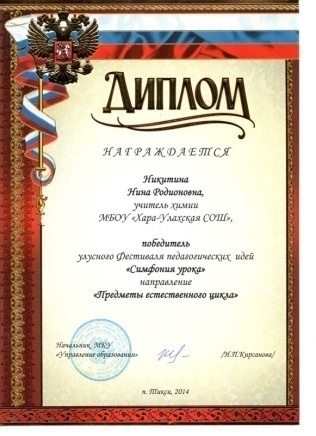 ДИПЛОМ
НАГРАЖДАЕТСЯ
Никитина
Нина Родионовна,
учитель химии
МБОУ «Хара-Улахская СОШ»,
победитель
улусного Фестиваля педагогических идей
«Симфония урока»
направление
«Предметы естественного цикла»
Начальник МКУ
«Управление образования» /Н.П.Кирсанова/
п. Тикси, 2014